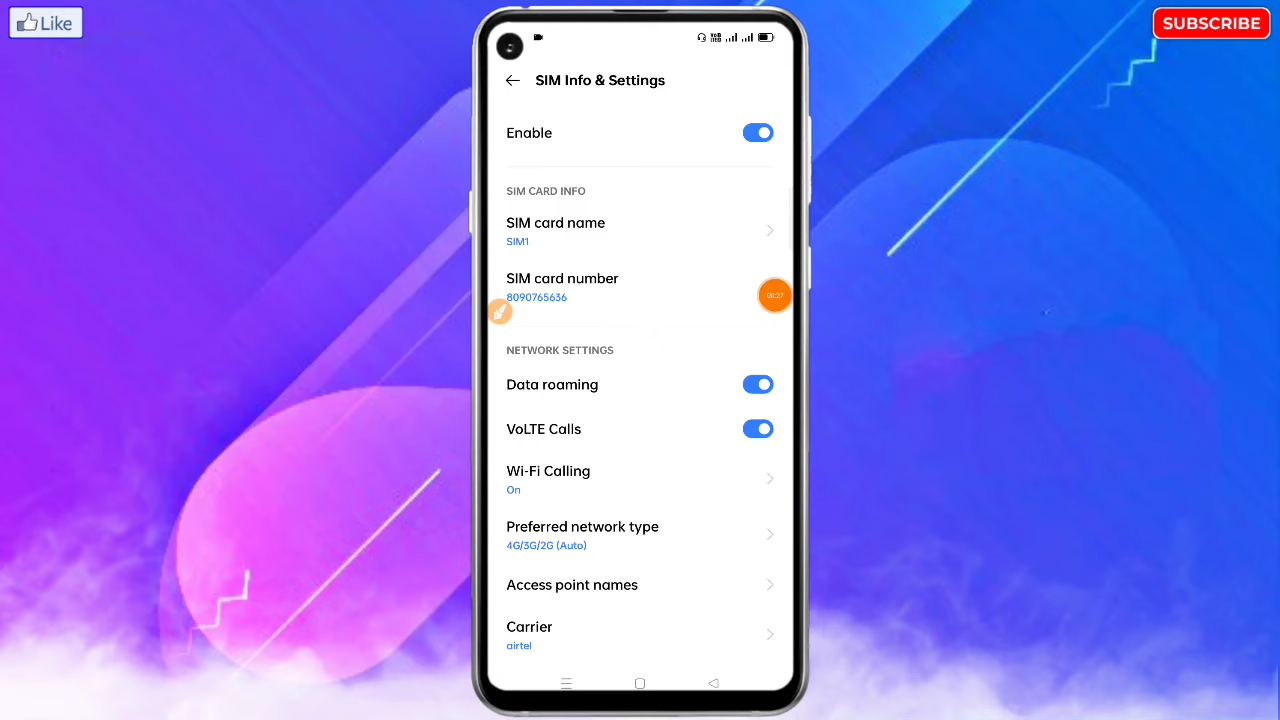 Like
SUBSCRIBE
SIM Info & Settings
Enable
SIM CARD INFO
SIM card name
SIM1
SIM card number
8090765636
00:27
NETWORK SETTINGS
Data roaming
VoLTE Calls
Wi-Fi Calling
On
Preferred network type
4G/3G/2G (Auto)
Access point names
Carrier
airtel